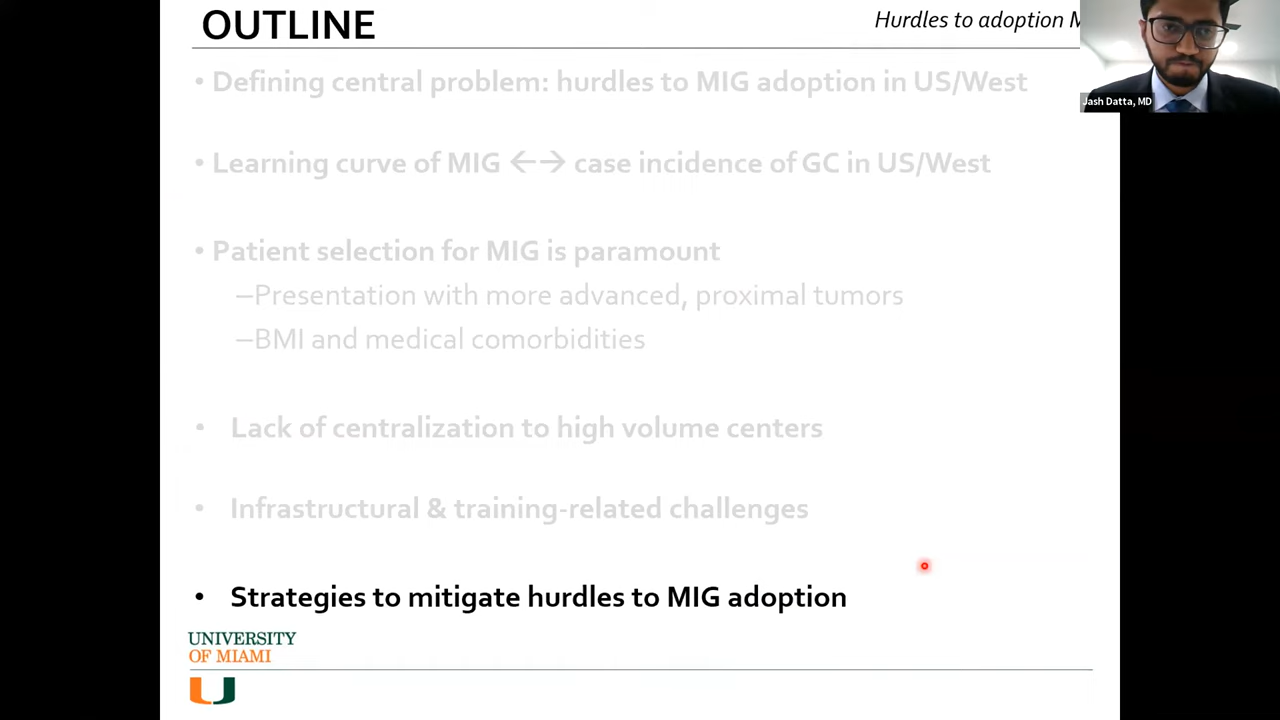 OUTLINE
Hurdles to adoption
Jash Datta, MD
• Defining central problem: hurdles to MIG adoption in US/West
• Learning curve of MIG ←→ case incidence of GC in US/West
• Patient selection for MIG is paramount
–Presentation with more advanced, proximal tumors
–BMI and medical comorbidities
• Lack of centralization to high volume centers
• Infrastructural & training-related challenges
• Strategies to mitigate hurdles to MIG adoption
UNIVERSITY
OF MIAMI